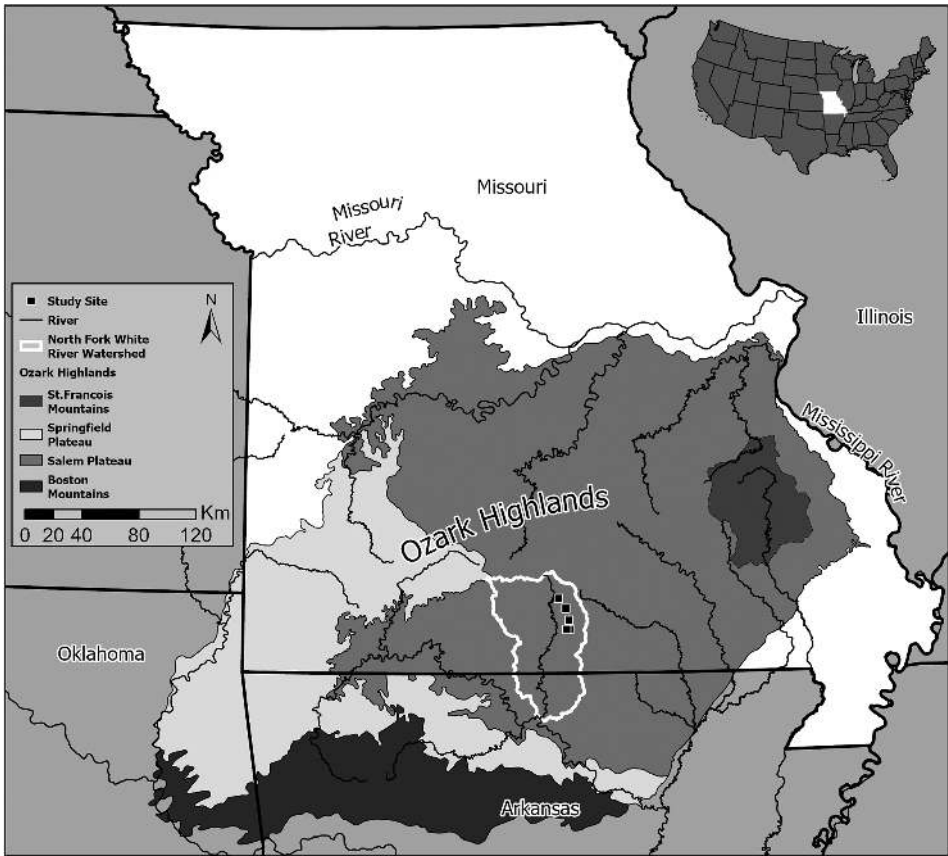 Missouri
Missouri
River
Illinois
Mississippi River
Study Site
N
River
North Fork White
River Watershed
Ozark Highlands
St.Francois
Mountains
Springfield
Plateau
Salem Plateau
Boston
Mountains
Km
0 20 40 80 120
Ozark Highlands
Oklahoma
Arkansas